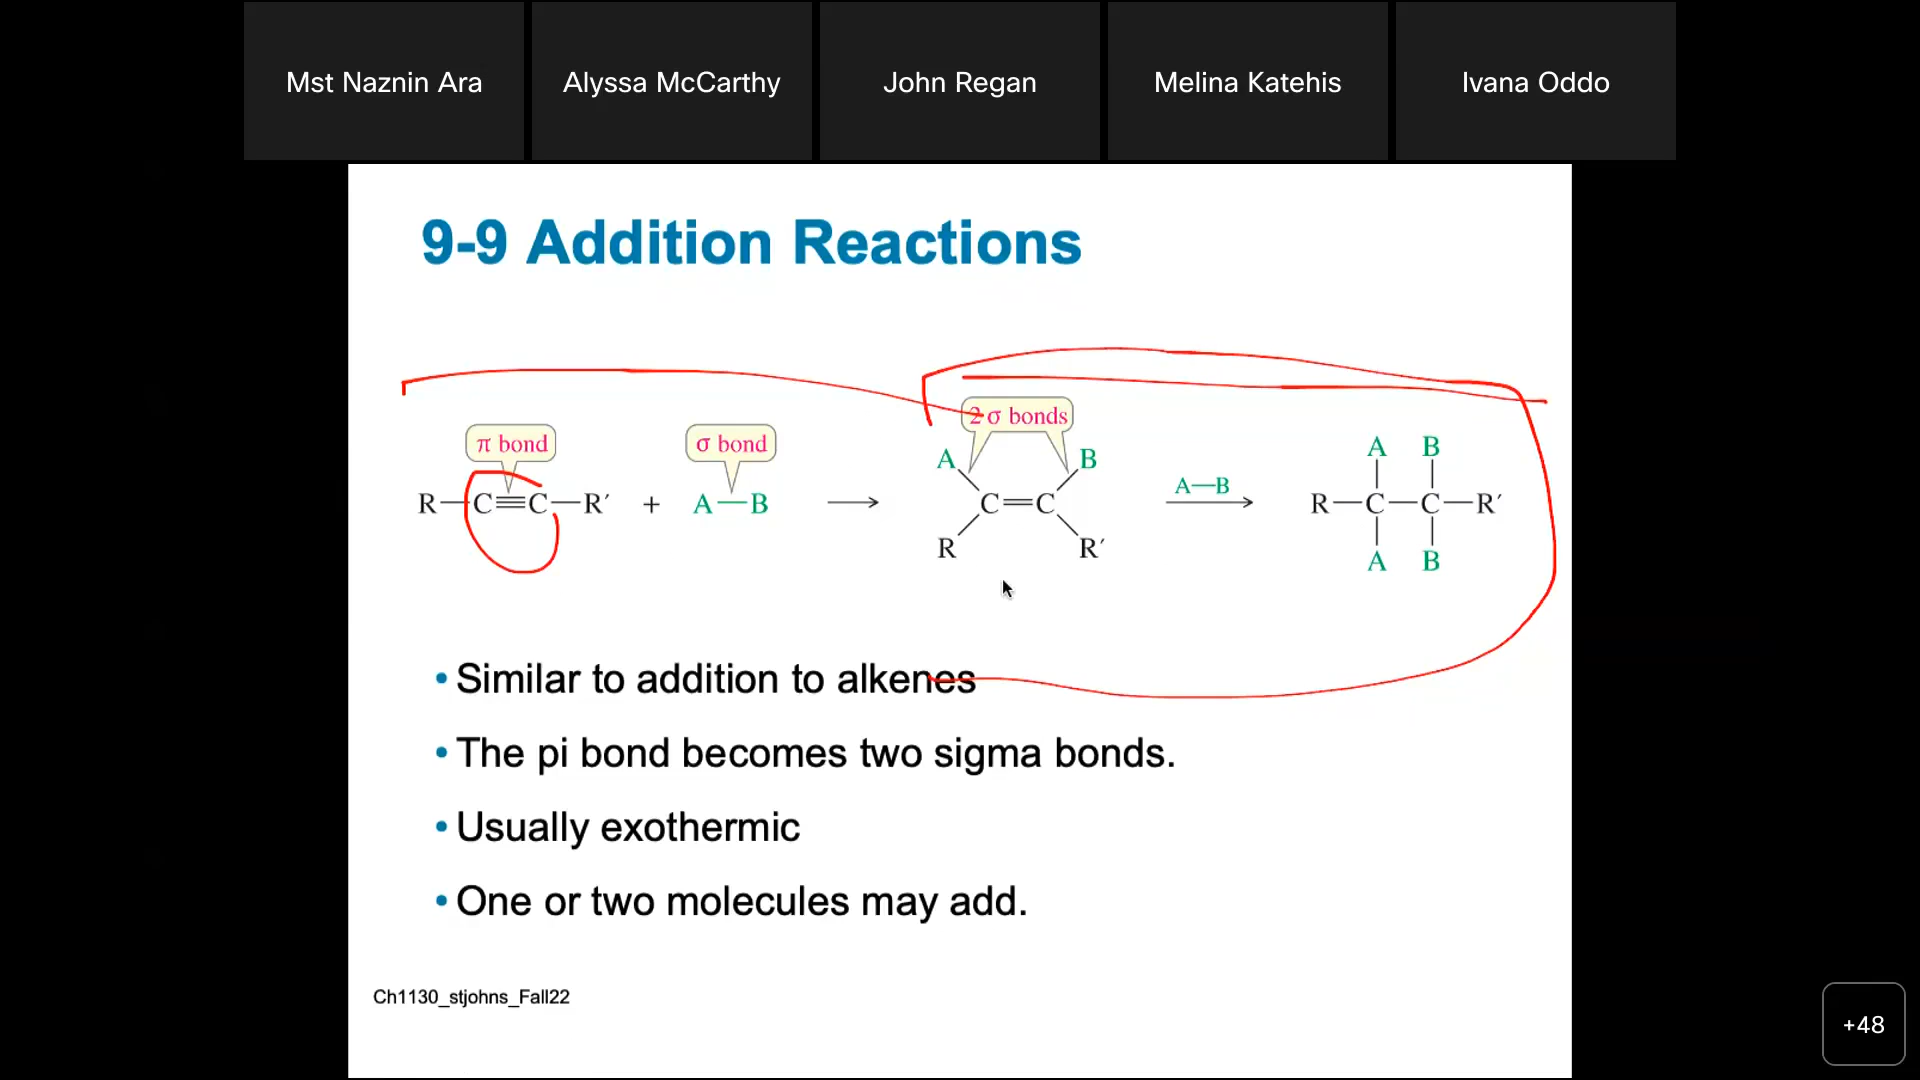 Mst Naznin Ara
Alyssa McCarthy
John Regan
Melina Katehis
Ivana Oddo
9-9 Addition Reactions
π bond
σ bond
2 σ bonds
R—C≡C—R′ + A—B
A B
C=C
R R′
A—B
A B
R—C—C—R′
A B
• Similar to addition to alkenes
• The pi bond becomes two sigma bonds.
• Usually exothermic
• One or two molecules may add.
Ch1130_stjohns_Fall22
+48